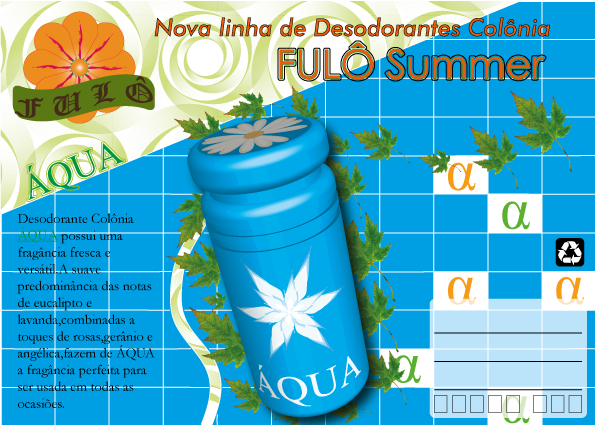 Nova linha de Desodorantes Colônia
FULÔ Summer
FULÔ
ÁQUA
Desodorante Colônia
ÁQUA possui uma
fragância fresca e
versátil.A suave
predominância das notas
de eucalipto e
lavanda,combinadas a
toques de rosas,gerânio e
angélica,fazem de ÁQUA
a fragância perfeita para
ser usada em todas as
ocasiões.
ÁQUA
α
α
α
α
α
α